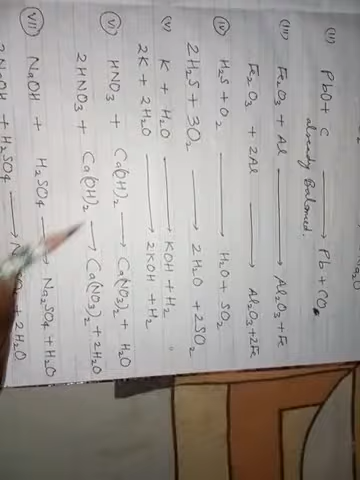 Na₂O
(ii) PbO + C ⟶ Pb + CO
already Balanced.
(iii) Fe₂O₃ + Al ⟶ Al₂O₃ + Fe
Fe₂O₃ + 2Al ⟶ Al₂O₃ + 2Fe
(iv) H₂S + O₂ ⟶ H₂O + SO₂
2H₂S + 3O₂ ⟶ 2H₂O + 2SO₂
(v) K + H₂O ⟶ KOH + H₂
2K + 2H₂O ⟶ 2KOH + H₂
(vi) HNO₃ + Ca(OH)₂ ⟶ Ca(NO₃)₂ + H₂O
2HNO₃ + Ca(OH)₂ ⟶ Ca(NO₃)₂ + 2H₂O
(vii) NaOH + H₂SO₄ ⟶ Na₂SO₄ + H₂O
2NaOH + H₂SO₄ ⟶ + 2H₂O